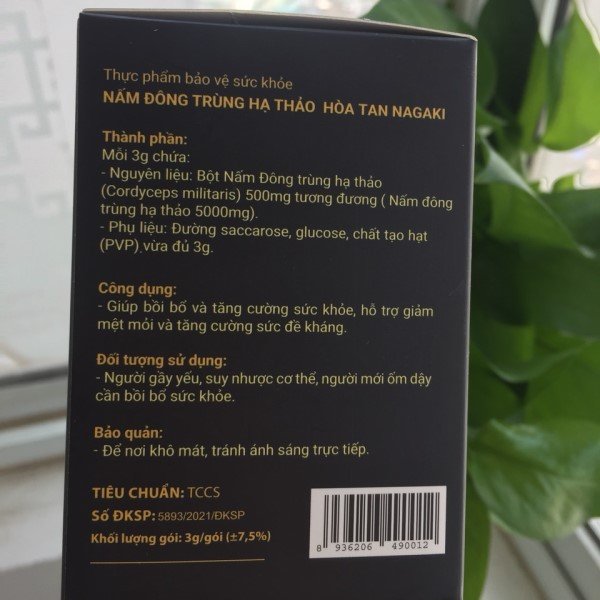 Thực phẩm bảo vệ sức khỏe
NẤM ĐÔNG TRÙNG HẠ THẢO HÒA TAN NAGAKI
Thành phần:
Mỗi 3g chứa:
- Nguyên liệu: Bột Nấm Đông trùng hạ thảo
(Cordyceps militaris) 500mg tương đương ( Nấm đông
trùng hạ thảo 5000mg).
- Phụ liệu: Đường saccarose, glucose, chất tạo hạt
(PVP) vừa đủ 3g.
Công dụng:
- Giúp bồi bổ và tăng cường sức khỏe, hỗ trợ giảm
mệt mỏi và tăng cường sức đề kháng.
Đối tượng sử dụng:
- Người gầy yếu, suy nhược cơ thể, người mới ốm dậy
cần bồi bổ sức khỏe.
Bảo quản:
- Để nơi khô mát, tránh ánh sáng trực tiếp.
TIÊU CHUẨN: TCCS
Số ĐKSP: 5893/2021/ĐKSP
Khối lượng gói: 3g/gói (±7,5%)
8 936206 490012